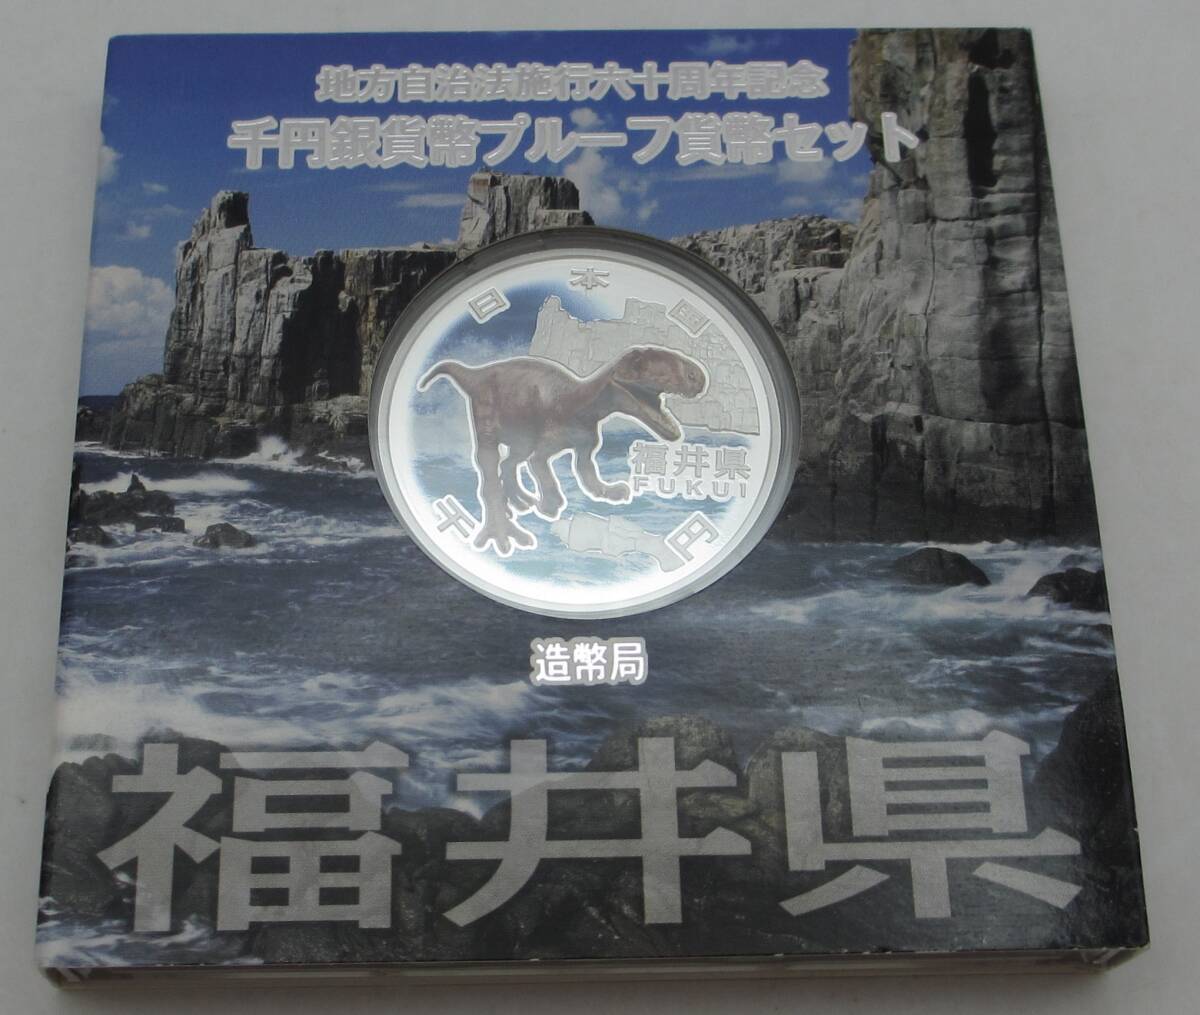 地方自治法施行六十周年記念
千円銀貨幣プルーフ貨幣セット
日本国
福井県
FUKUI
千円
造幣局
福井県